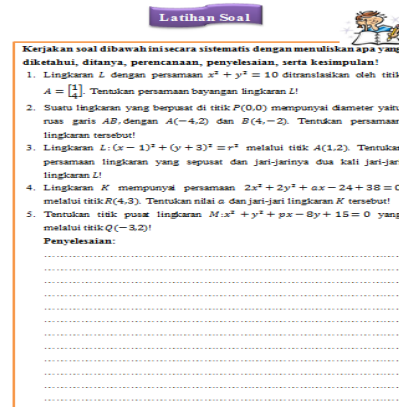 Latihan Soal
Kerjakan soal dibawah ini secara sistematis dengan menuliskan apa yang
diketahui, ditanya, perencanaan, penyelesaian, serta kesimpulan!
1. Lingkaran L dengan persamaan x² + y² = 10 ditranslasikan oleh titik
A = [1 4]. Tentukan persamaan bayangan lingkaran L!
2. Suatu lingkaran yang berpusat di titik P(0,0) mempunyai diameter yaitu
ruas garis AB, dengan A(−4,2) dan B(4,−2). Tentukan persamaan
lingkaran tersebut!
3. Lingkaran L: (x − 1)² + (y + 3)² = r² melalui titik A(1,2). Tentukan
persamaan lingkaran yang sepusat dan jari-jarinya dua kali jari-jari
lingkaran L!
4. Lingkaran K mempunyai persamaan 2x² + 2y² + ax − 24 + 38 = 0
melalui titik R(4,3). Tentukan nilai a dan jari-jari lingkaran K tersebut!
5. Tentukan titik pusat lingkaran M: x² + y² + px − 8y + 15 = 0 yang
melalui titik Q(−3,2)!
Penyelesaian: